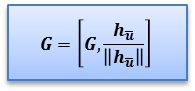 G = [G, h_ū / ‖h_ū‖]